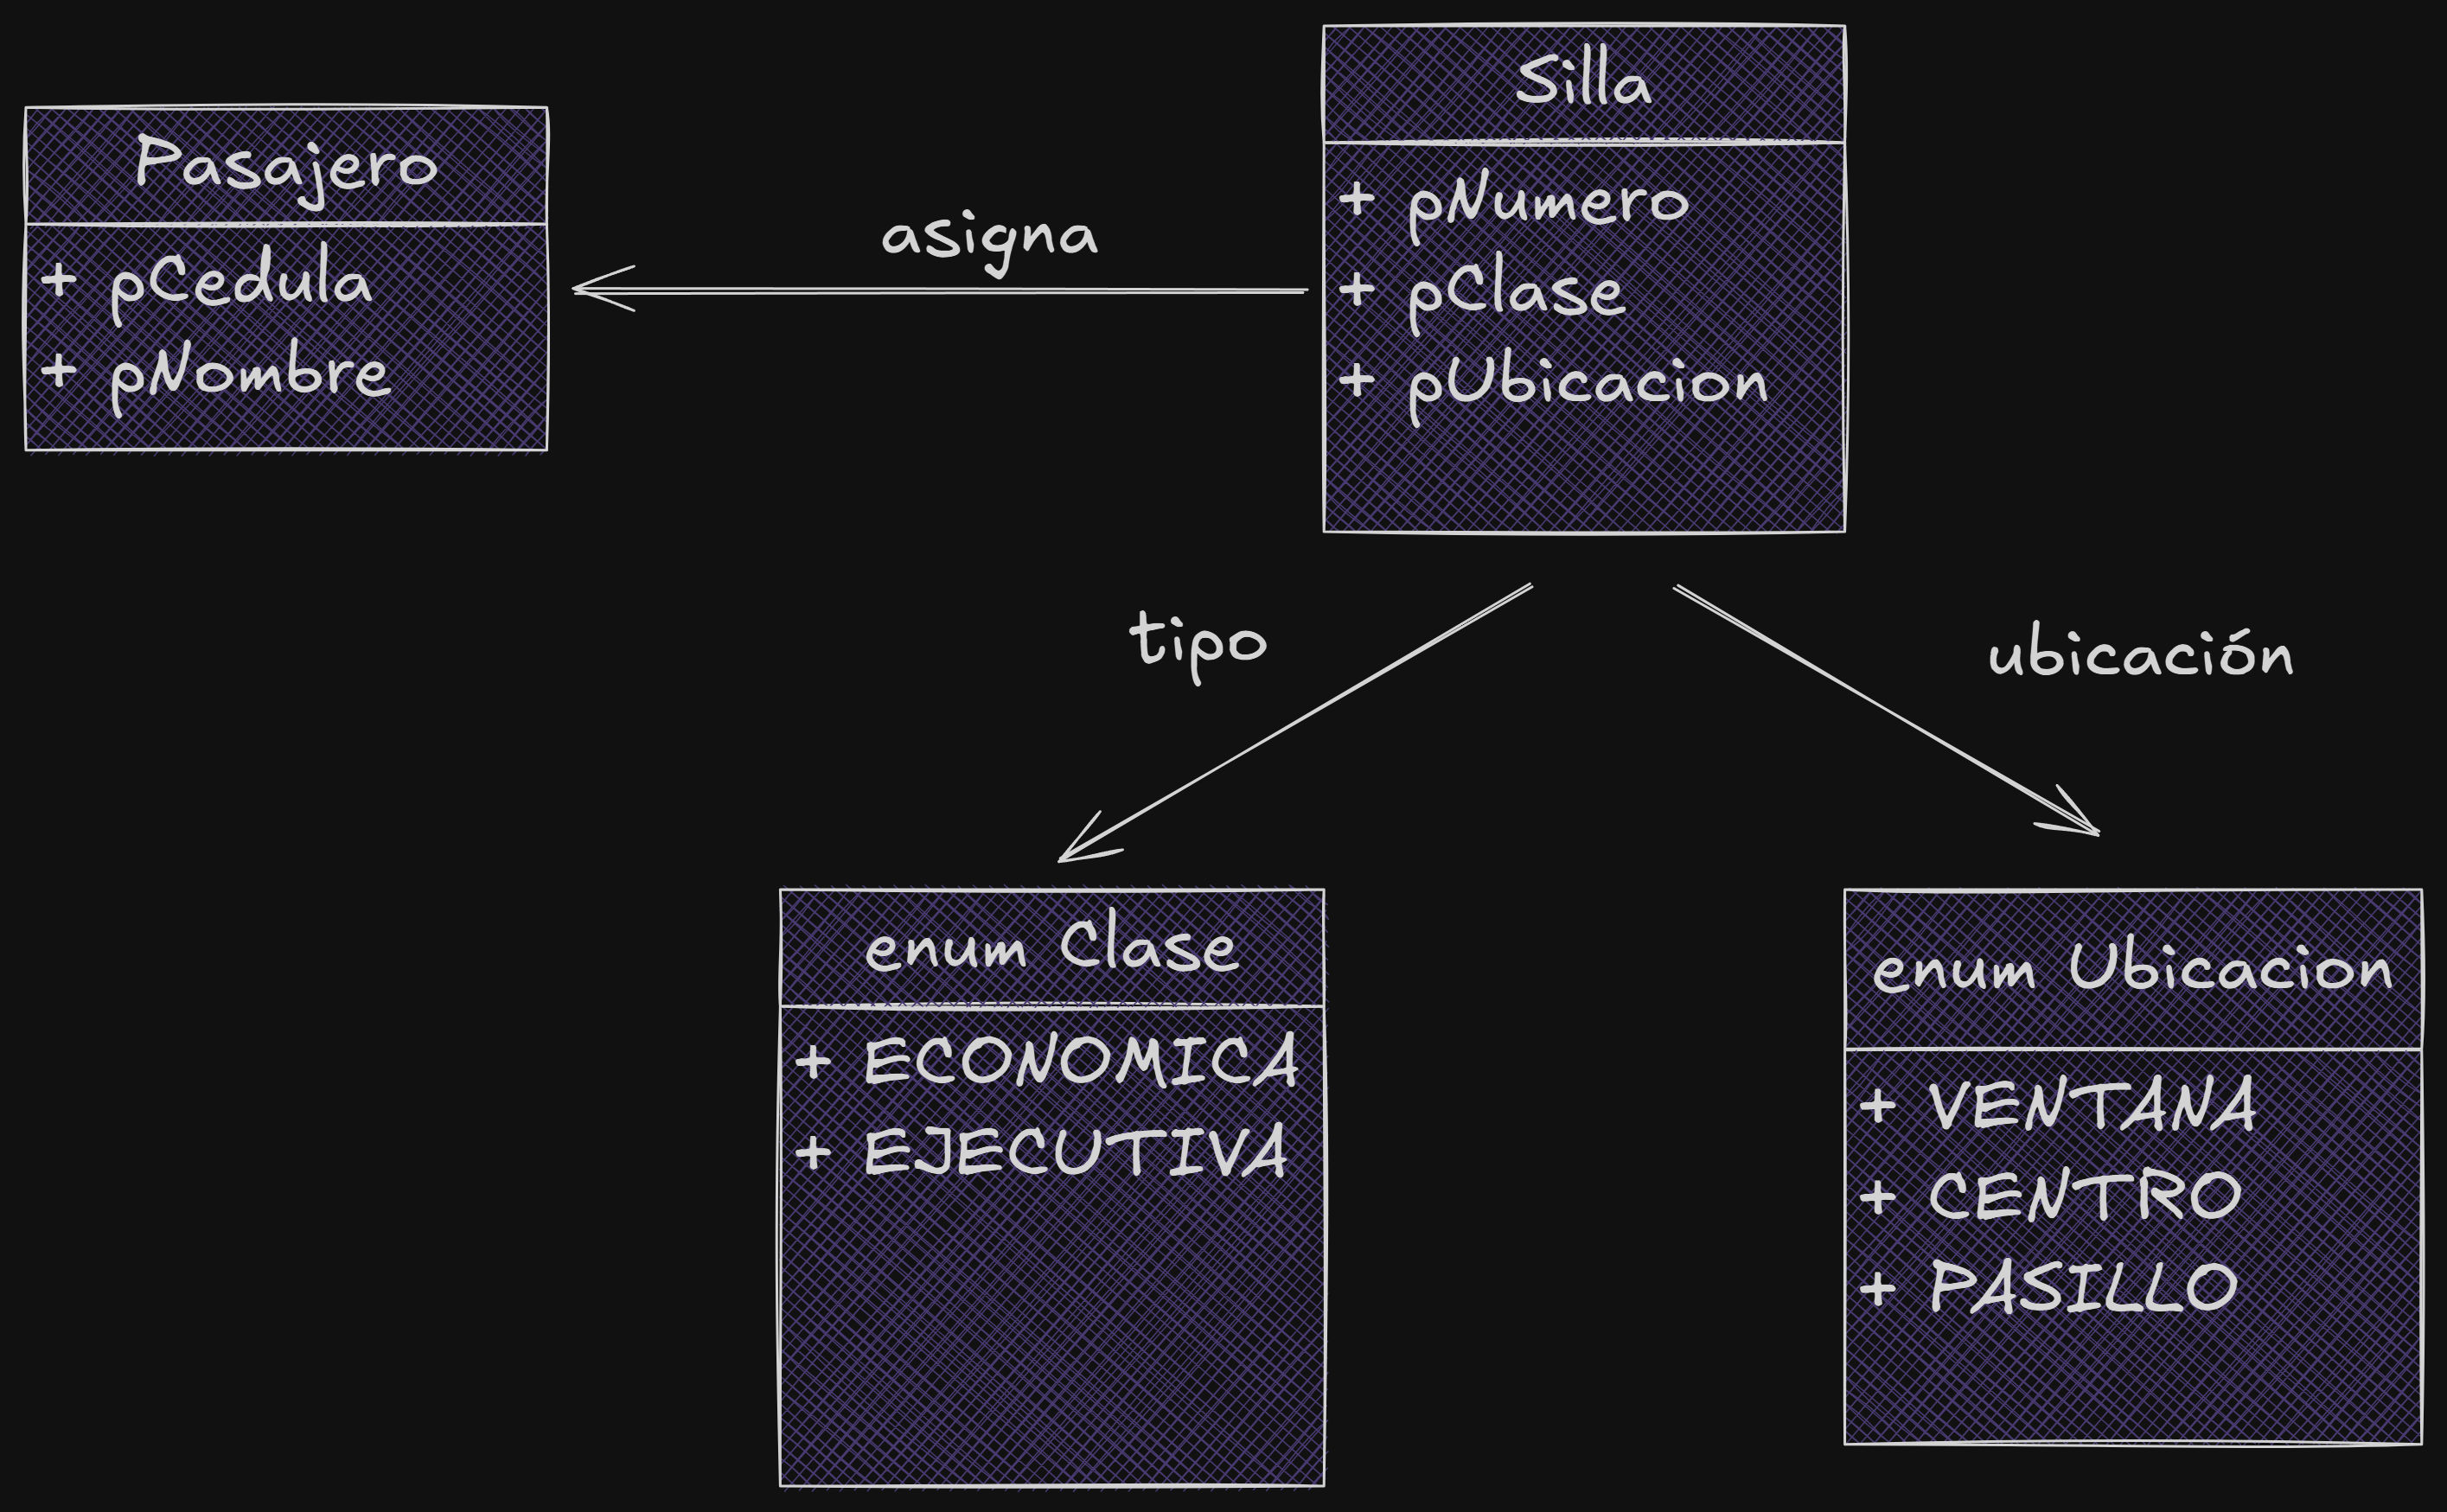 Pasajero
+ pCedula
+ pNombre
asigna
Silla
+ pNumero
+ pClase
+ pUbicacion
tipo
ubicación
enum Clase
+ ECONOMICA
+ EJECUTIVA
enum Ubicacion
+ VENTANA
+ CENTRO
+ PASILLO